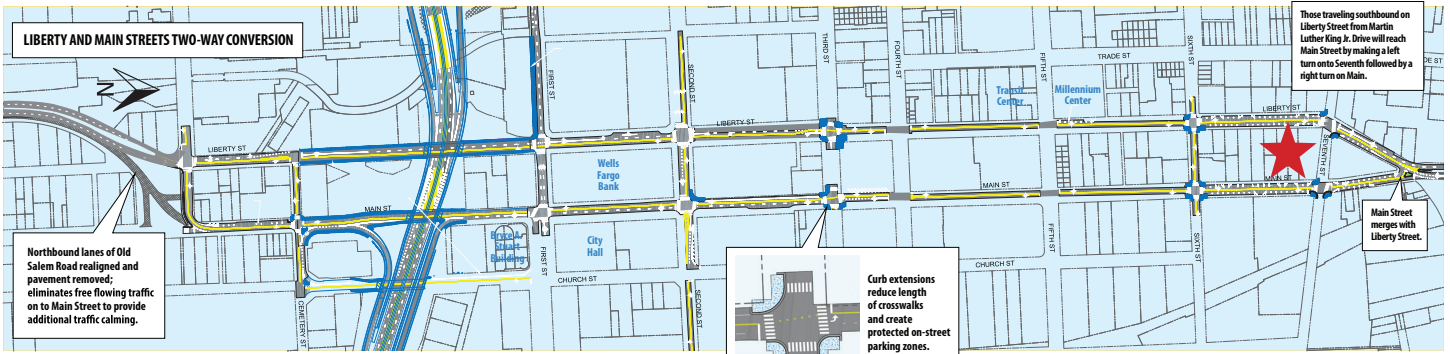 LIBERTY AND MAIN STREETS TWO-WAY CONVERSION
N
Those traveling southbound on
Liberty Street from Martin
Luther King Jr. Drive will reach
Main Street by making a left
turn onto Seventh followed by a
right turn on Main.
FIRST ST
SECOND ST
THIRD ST
FOURTH ST
FIFTH ST
SIXTH ST
TRADE ST
DE ST
Transit
Center
Millennium
Center
LIBERTY ST
LIBERTY ST
LIBERTY ST
SEVENTH ST
Wells
Fargo
Bank
MAIN ST
MAIN ST
MAIN ST
Main Street
merges with
Liberty Street.
Northbound lanes of Old
Salem Road realigned and
pavement removed;
eliminates free flowing traffic
on to Main Street to provide
additional traffic calming.
Bryce A.
Stuart
Building
City
Hall
FIRST ST
FIFTH ST
SIXTH ST
CHURCH ST
CHURCH ST
CEMETERY ST
SECOND ST
Curb extensions
reduce length
of crosswalks
and create
protected on-street
parking zones.